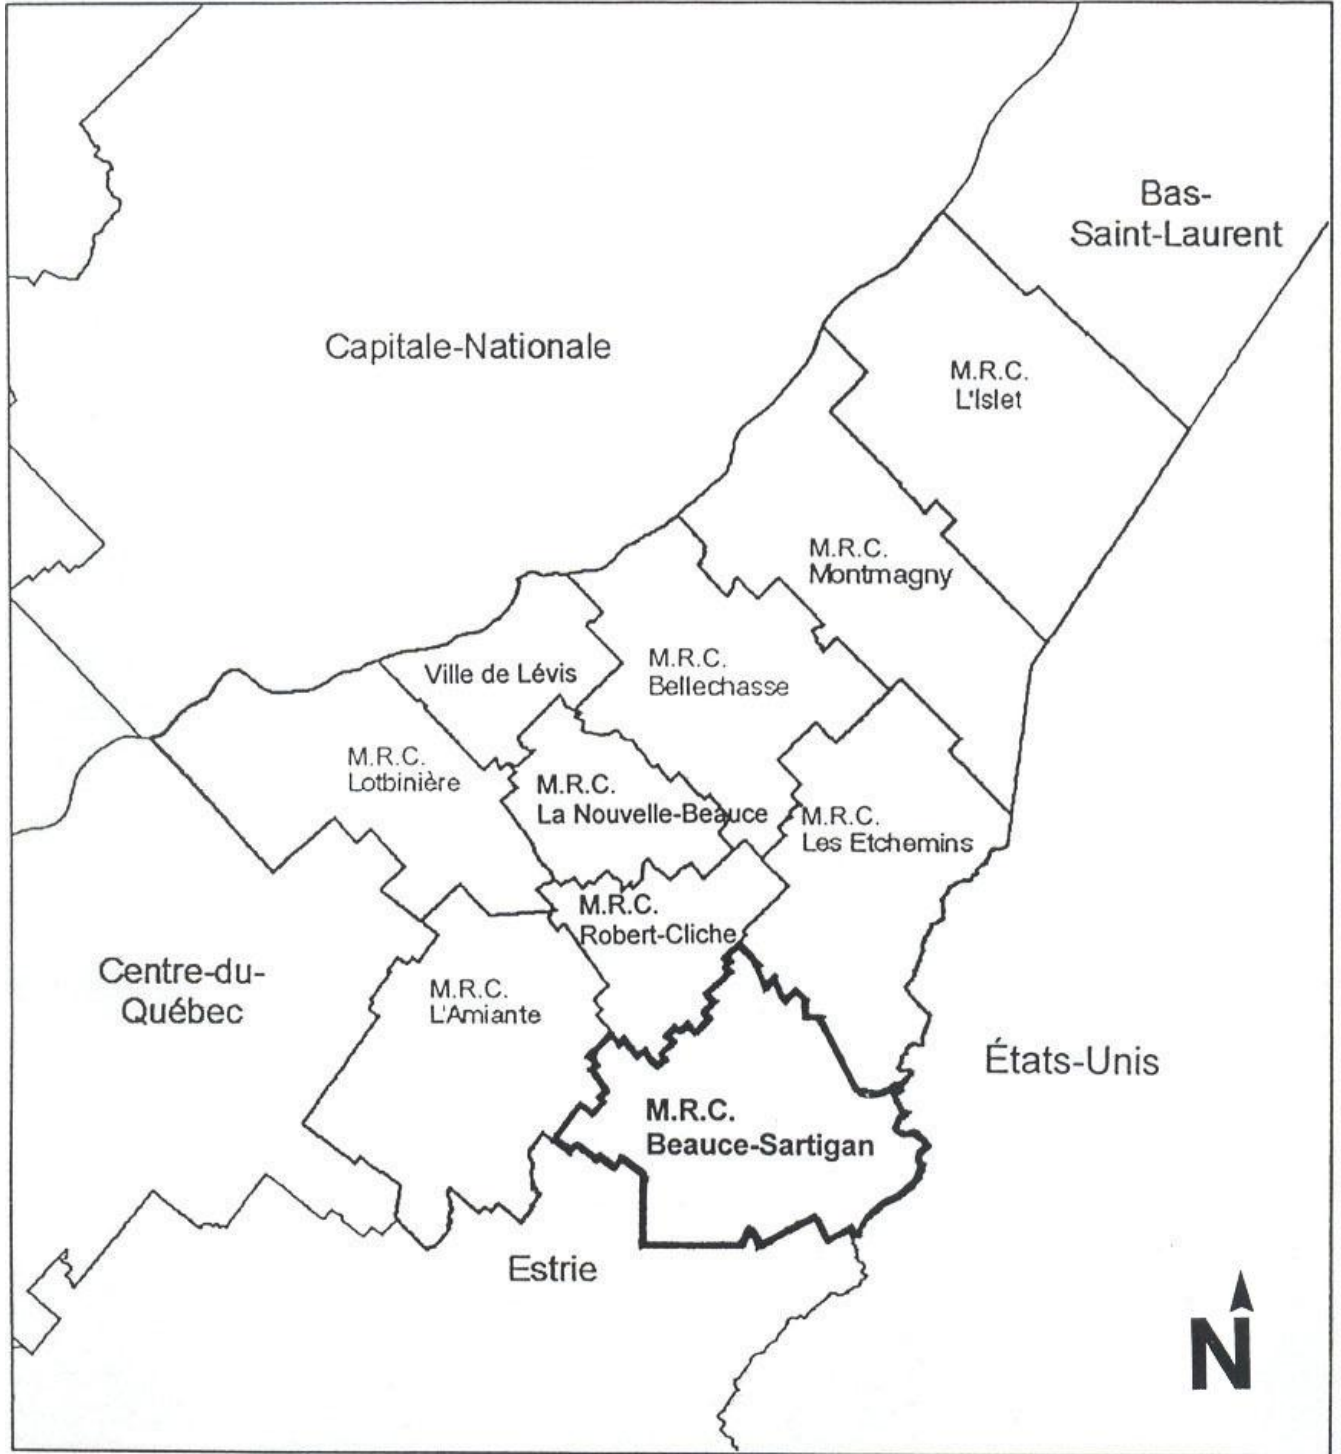 Bas-
Saint-Laurent
Capitale-Nationale
M.R.C.
L'Islet
M.R.C.
Montmagny
Ville de Lévis
M.R.C.
Bellechasse
M.R.C.
Lotbinière
M.R.C.
La Nouvelle-Beauce
M.R.C.
Les Etchemins
M.R.C.
Robert-Cliche
Centre-du-
Québec
M.R.C.
L'Amiante
États-Unis
M.R.C.
Beauce-Sartigan
Estrie
N